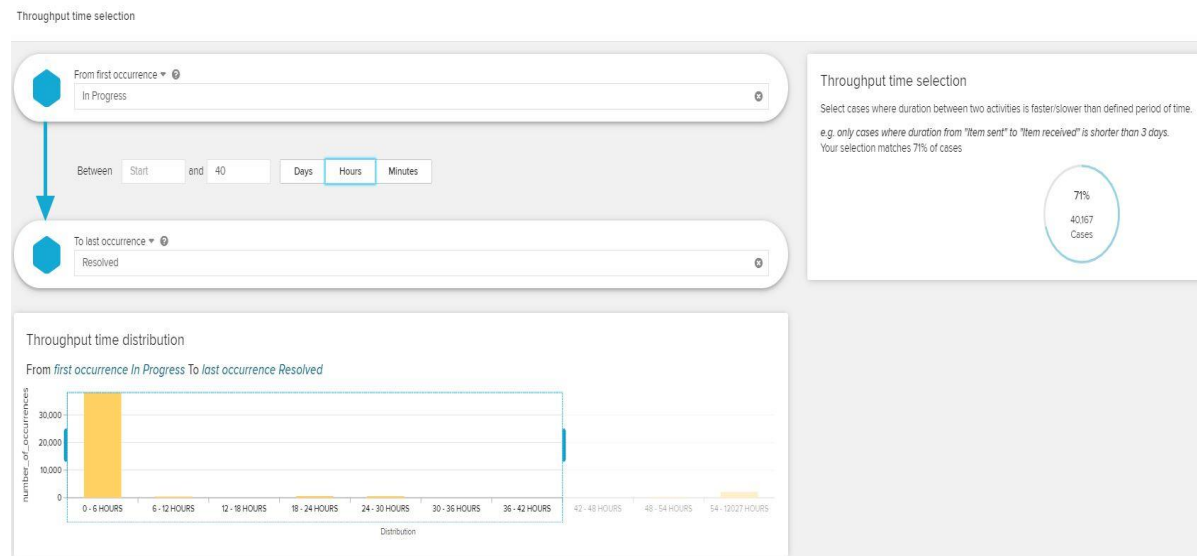 Throughput time selection
From first occurrence
In Progress
Between Start and 40 Days Hours Minutes
To last occurrence
Resolved
Throughput time selection
Select cases where duration between two activities is faster/slower than defined period of time.
e.g. only cases where duration from "Item sent" to "Item received" is shorter than 3 days.
Your selection matches 71% of cases
71%
40,167
Cases
Throughput time distribution
From first occurrence In Progress To last occurrence Resolved
number_of_occurrences
30,000
20,000
10,000
0
0 - 6 HOURS 6 - 12 HOURS 12 - 18 HOURS 18 - 24 HOURS 24 - 30 HOURS 30 - 36 HOURS 36 - 42 HOURS 42 - 48 HOURS 48 - 54 HOURS 54 - 12027 HOURS
Distribution